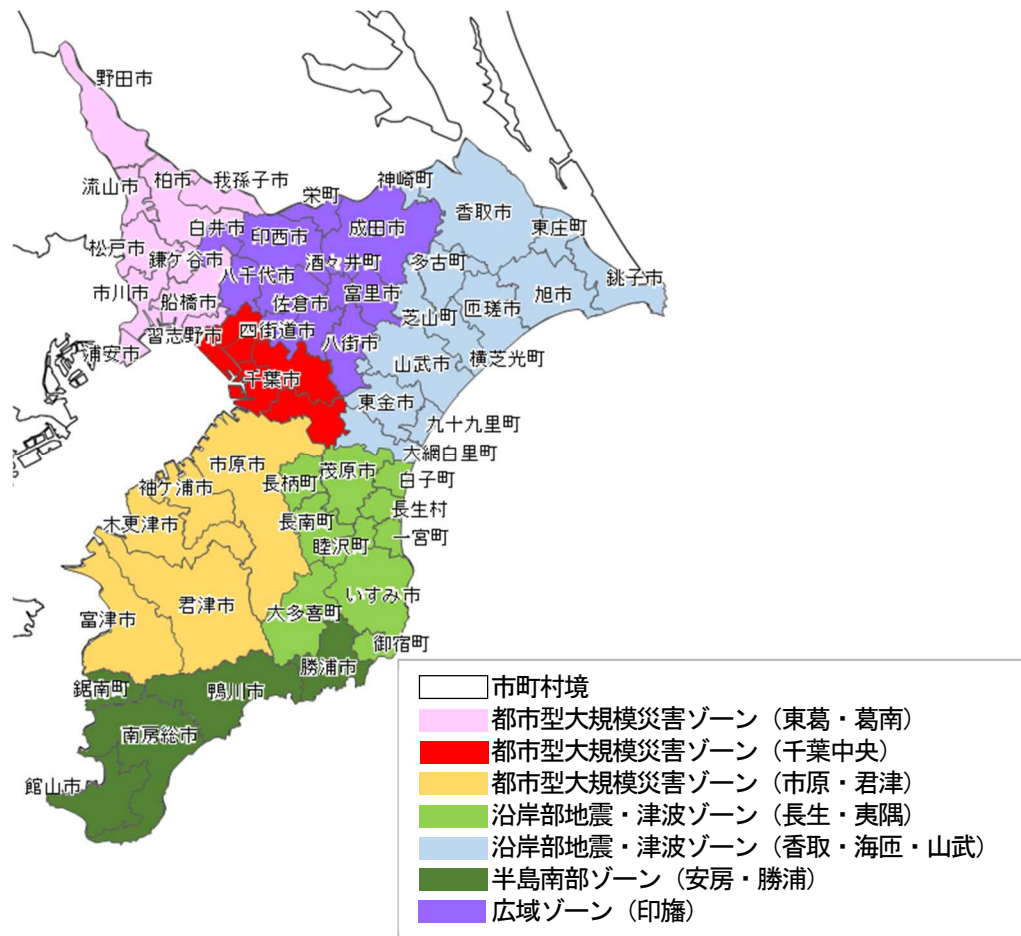 野田市
流山市
柏市
我孫子市
神崎町
栄町
香取市
白井市
印西市
成田市
東庄町
松戸市
鎌ケ谷市
八千代市
酒々井町
多古町
銚子市
市川市
船橋市
佐倉市
富里市
匝瑳市
旭市
芝山町
習志野市
四街道市
八街市
浦安市
山武市
横芝光町
千葉市
東金市
九十九里町
大網白里町
市原市
長柄町
茂原市
白子町
袖ケ浦市
長生村
木更津市
長南町
一宮町
睦沢町
いすみ市
富津市
君津市
大多喜町
御宿町
勝浦市
鋸南町
鴨川市
南房総市
館山市
市町村境
都市型大規模災害ゾーン（東葛・葛南）
都市型大規模災害ゾーン（千葉中央）
都市型大規模災害ゾーン（市原・君津）
沿岸部地震・津波ゾーン（長生・夷隅）
沿岸部地震・津波ゾーン（香取・海匝・山武）
半島南部ゾーン（安房・勝浦）
広域ゾーン（印旛）